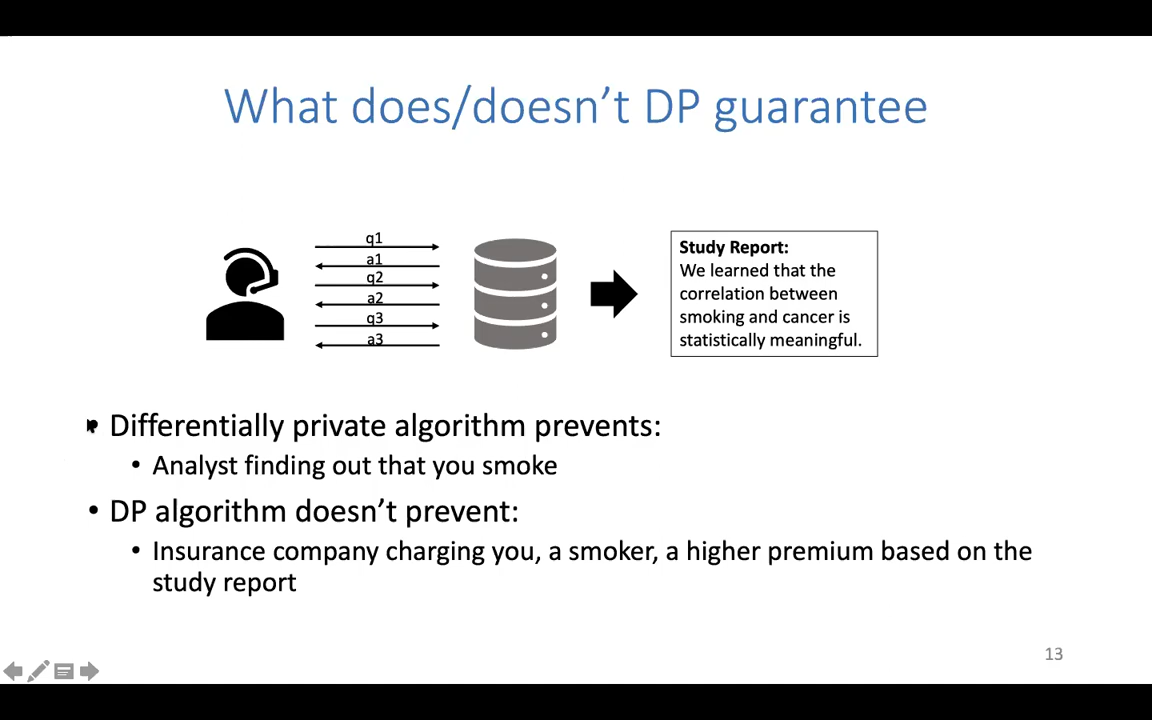 What does/doesn’t DP guarantee
q1
a1
q2
a2
q3
a3
Study Report:
We learned that the
correlation between
smoking and cancer is
statistically meaningful.
• Differentially private algorithm prevents:
• Analyst finding out that you smoke
• DP algorithm doesn’t prevent:
• Insurance company charging you, a smoker, a higher premium based on the
study report
13